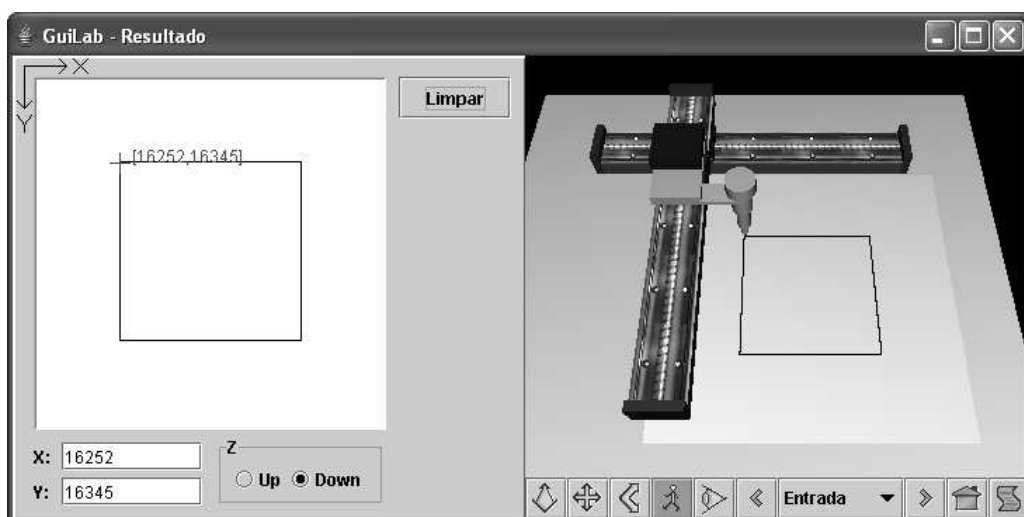 GuiLab - Resultado
X
Y
Limpar
[16252,16345]
X: 16252
Y: 16345
Z
Up Down
Entrada